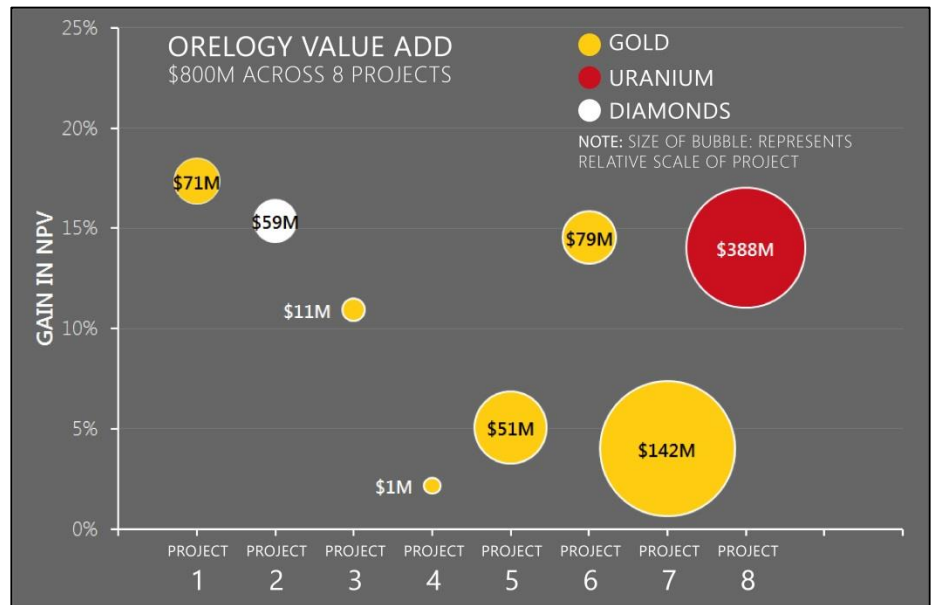 ORELOGY VALUE ADD
$800M ACROSS 8 PROJECTS
GOLD
URANIUM
DIAMONDS
NOTE: SIZE OF BUBBLE: REPRESENTS
RELATIVE SCALE OF PROJECT
GAIN IN NPV
25%
20%
15%
10%
5%
0%
$71M
$59M
$11M
$1M
$51M
$79M
$142M
$388M
PROJECT
1
PROJECT
2
PROJECT
3
PROJECT
4
PROJECT
5
PROJECT
6
PROJECT
7
PROJECT
8